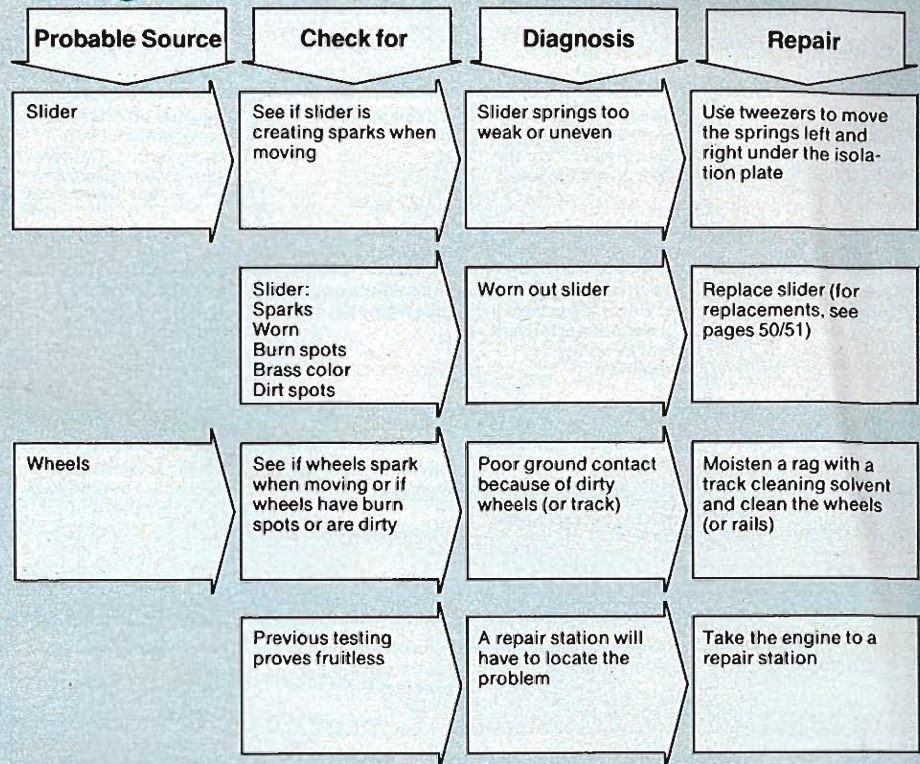 Probable Source
Check for
Diagnosis
Repair
Slider
See if slider is
creating sparks when
moving
Slider springs too
weak or uneven
Use tweezers to move
the springs left and
right under the isola-
tion plate
Slider:
Sparks
Worn
Burn spots
Brass color
Dirt spots
Worn out slider
Replace slider (for
replacements, see
pages 50/51)
Wheels
See if wheels spark
when moving or if
wheels have burn
spots or are dirty
Poor ground contact
because of dirty
wheels (or track)
Moisten a rag with a
track cleaning solvent
and clean the wheels
(or rails)
Previous testing
proves fruitless
A repair station will
have to locate the
problem
Take the engine to a
repair station